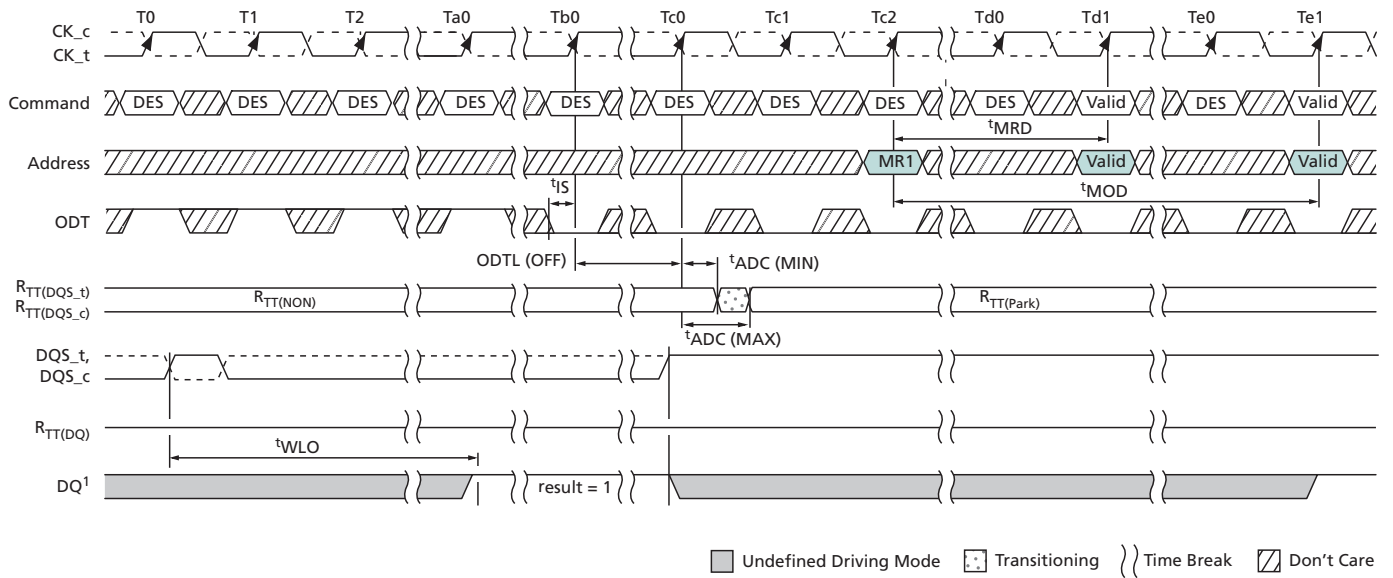 T0 T1 T2 Ta0 Tb0 Tc0 Tc1 Tc2 Td0 Td1 Te0 Te1
CK_c
CK_t
Command DES DES DES DES DES DES DES DES DES Valid DES Valid
tMRD
Address MR1 Valid Valid
tIS
tMOD
ODT
ODTL (OFF) tADC (MIN)
RTT(DQS_t)
RTT(NON) RTT(Park)
RTT(DQS_c)
tADC (MAX)
DQS_t,
DQS_c
RTT(DQ)
tWLO
DQ1 result = 1
Undefined Driving Mode Transitioning Time Break Don't Care